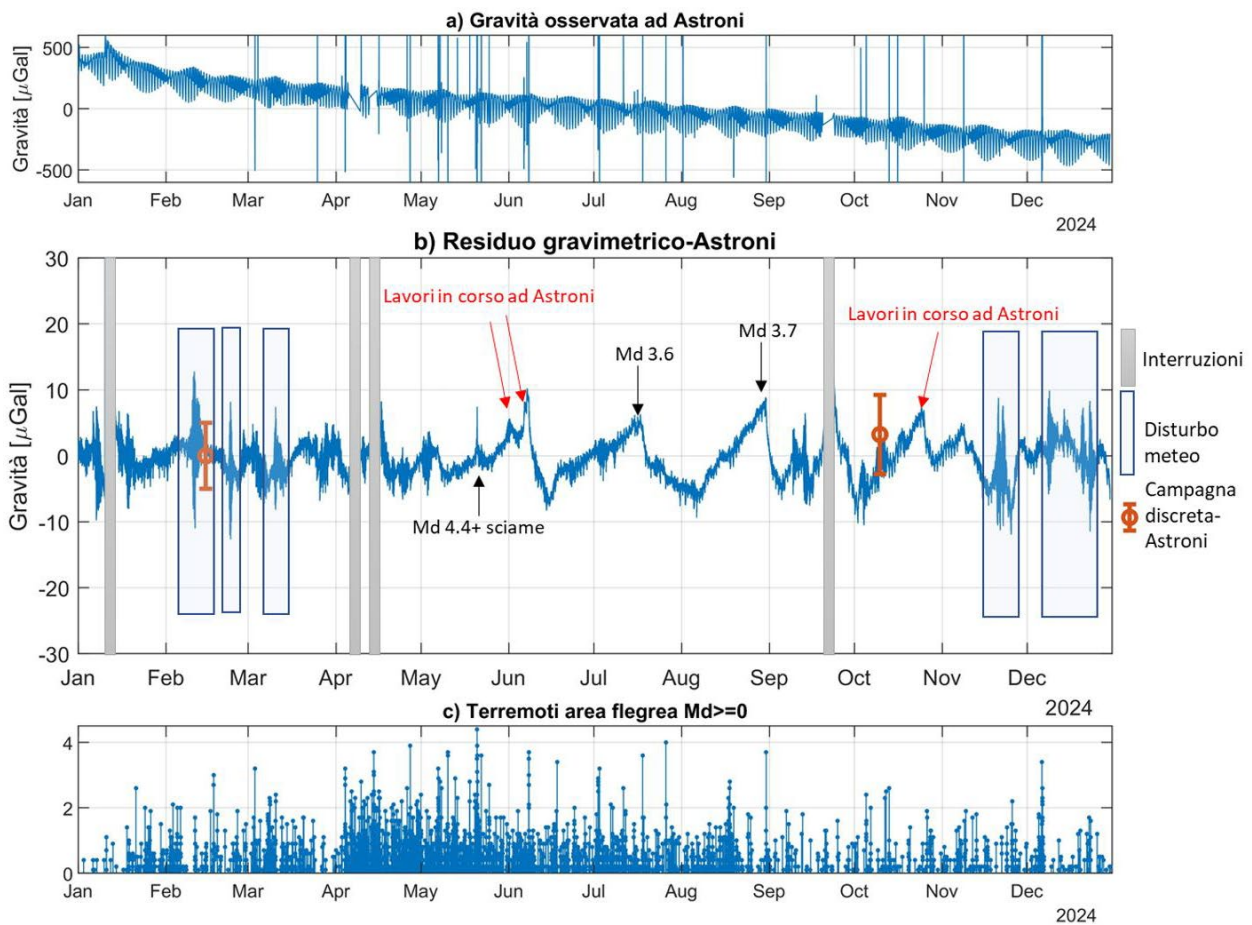 a) Gravità osservata ad Astroni
Gravità [µGal]
500
0
-500
Jan Feb Mar Apr May Jun Jul Aug Sep Oct Nov Dec
2024
b) Residuo gravimetrico-Astroni
Gravità [µGal]
30
20
10
0
-10
-20
-30
Lavori in corso ad Astroni
Md 3.6
Md 3.7
Lavori in corso ad Astroni
Md 4.4+ sciame
Interruzioni
Disturbo
meteo
Campagna
discreta-
Astroni
Jan Feb Mar Apr May Jun Jul Aug Sep Oct Nov Dec
2024
c) Terremoti area flegrea Md>=0
4
2
0
Jan Feb Mar Apr May Jun Jul Aug Sep Oct Nov Dec
2024